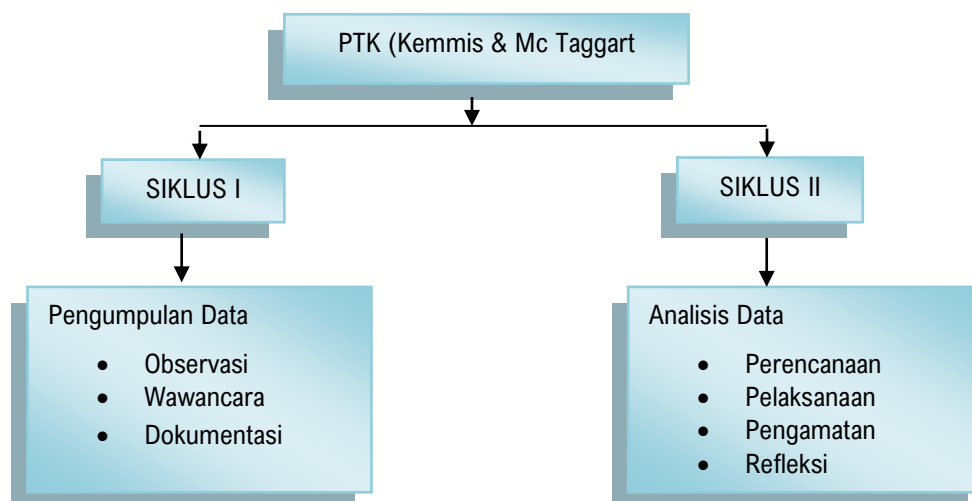 PTK (Kemmis & Mc Taggart
SIKLUS I
SIKLUS II
Pengumpulan Data
• Observasi
• Wawancara
• Dokumentasi
Analisis Data
• Perencanaan
• Pelaksanaan
• Pengamatan
• Refleksi